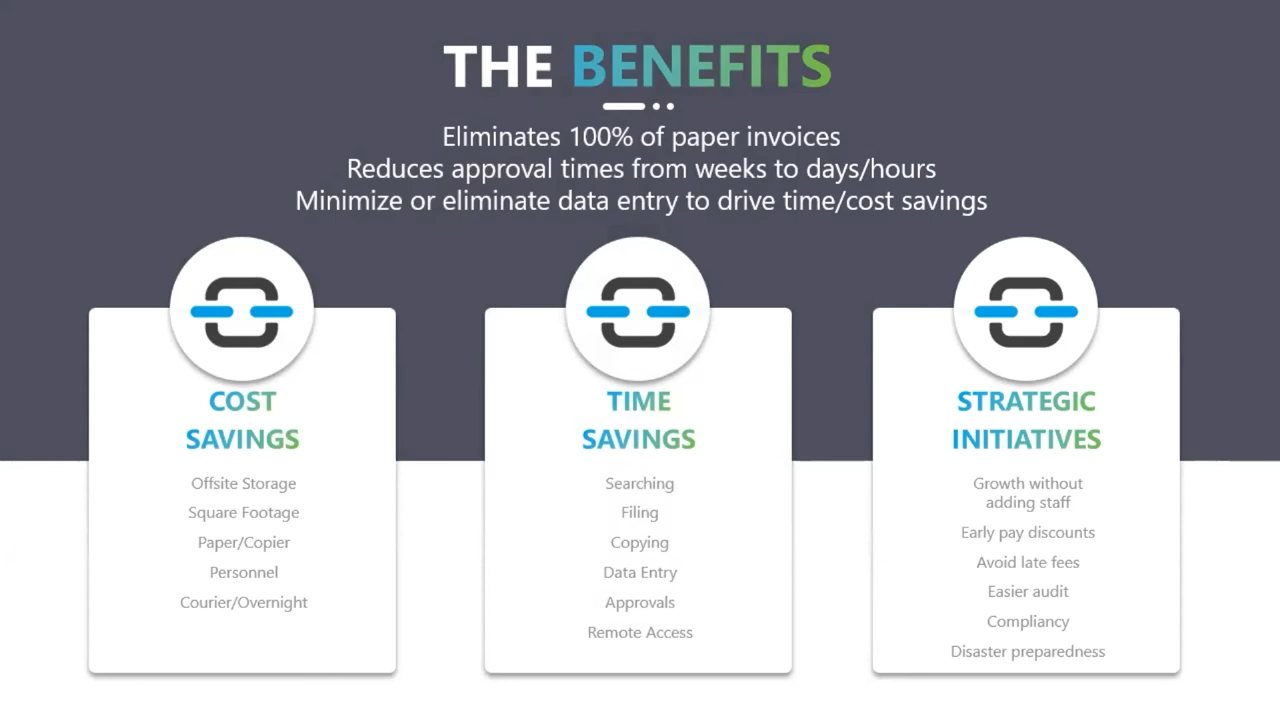 THE BENEFITS
Eliminates 100% of paper invoices
Reduces approval times from weeks to days/hours
Minimize or eliminate data entry to drive time/cost savings
COST
SAVINGS
Offsite Storage
Square Footage
Paper/Copier
Personnel
Courier/Overnight
TIME
SAVINGS
Searching
Filing
Copying
Data Entry
Approvals
Remote Access
STRATEGIC
INITIATIVES
Growth without
adding staff
Early pay discounts
Avoid late fees
Easier audit
Compliancy
Disaster preparedness